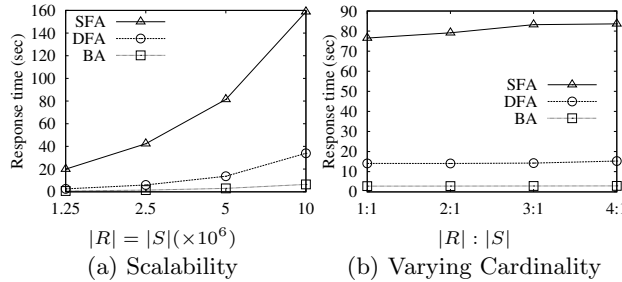 Response time (sec)
160
140
120
100
80
60
40
20
0
SFA
DFA
BA
1.25
2.5
5
10
|R| = |S|(×10⁶)
(a) Scalability
Response time (sec)
90
80
70
60
50
40
30
20
10
0
SFA
DFA
BA
1:1
2:1
3:1
4:1
|R| : |S|
(b) Varying Cardinality